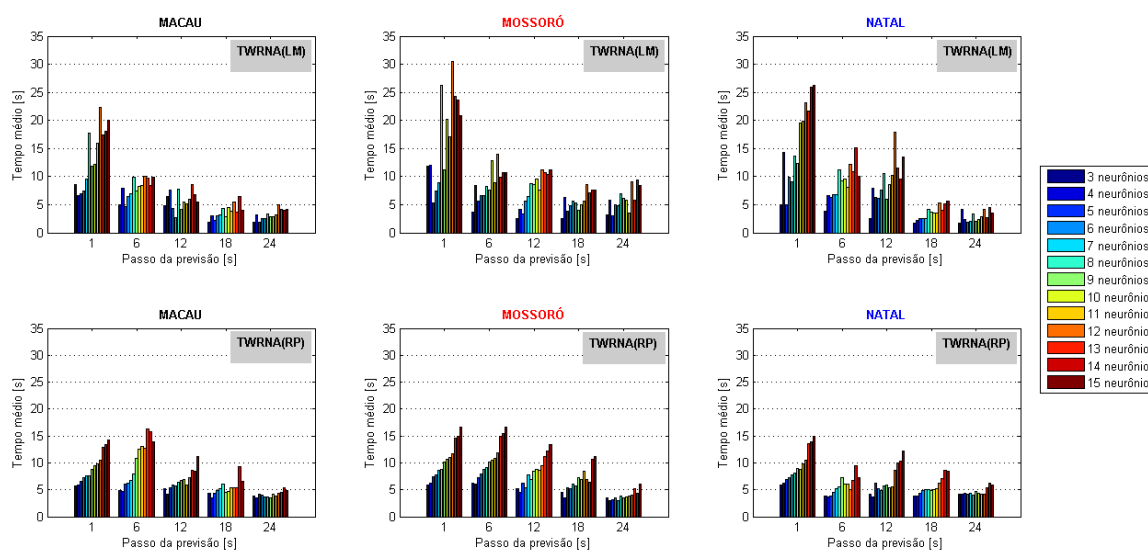 MACAU
MOSSORÓ
NATAL
35
30
25
20
15
10
5
0
Tempo médio [s]
TWRNA(LM)
1 6 12 18 24
Passo da previsão [s]
35
30
25
20
15
10
5
0
Tempo médio [s]
TWRNA(LM)
1 6 12 18 24
Passo da previsão [s]
35
30
25
20
15
10
5
0
Tempo médio [s]
TWRNA(LM)
1 6 12 18 24
Passo da previsão [s]
3 neurônios
4 neurônios
5 neurônios
6 neurônios
7 neurônios
8 neurônios
9 neurônios
10 neurônio
11 neurônio
12 neurônio
13 neurônio
14 neurônio
15 neurônio
MACAU
MOSSORÓ
NATAL
35
30
25
20
15
10
5
0
Tempo médio [s]
TWRNA(RP)
1 6 12 18 24
Passo da previsão [s]
35
30
25
20
15
10
5
0
Tempo médio [s]
TWRNA(RP)
1 6 12 18 24
Passo da previsão [s]
35
30
25
20
15
10
5
0
Tempo médio [s]
TWRNA(RP)
1 6 12 18 24
Passo da previsão [s]